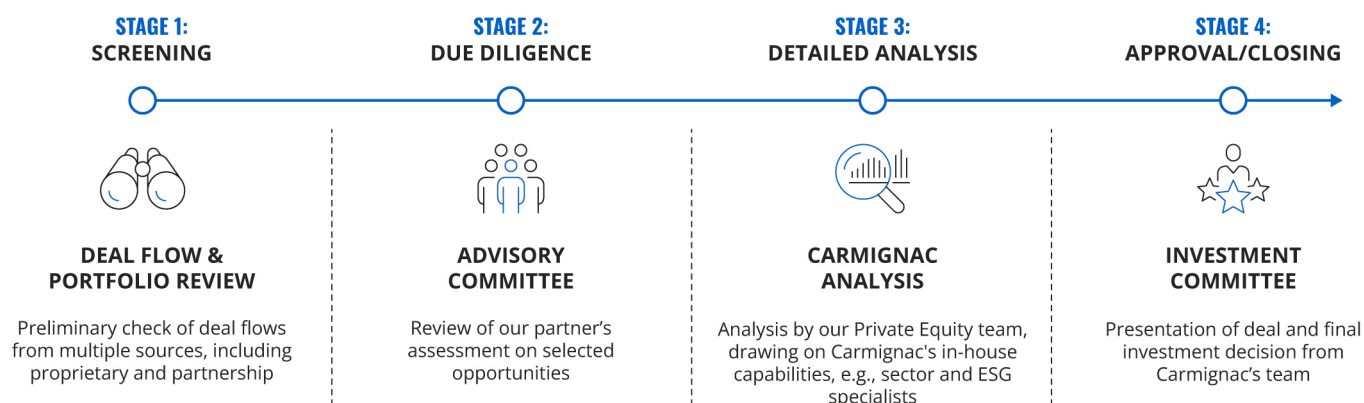 STAGE 1:
SCREENING
DEAL FLOW &
PORTFOLIO REVIEW
Preliminary check of deal flows
from multiple sources, including
proprietary and partnership
STAGE 2:
DUE DILIGENCE
ADVISORY
COMMITTEE
Review of our partner’s
assessment on selected
opportunities
STAGE 3:
DETAILED ANALYSIS
CARMIGNAC
ANALYSIS
Analysis by our Private Equity team,
drawing on Carmignac's in-house
capabilities, e.g., sector and ESG
specialists
STAGE 4:
APPROVAL/CLOSING
INVESTMENT
COMMITTEE
Presentation of deal and final
investment decision from
Carmignac’s team